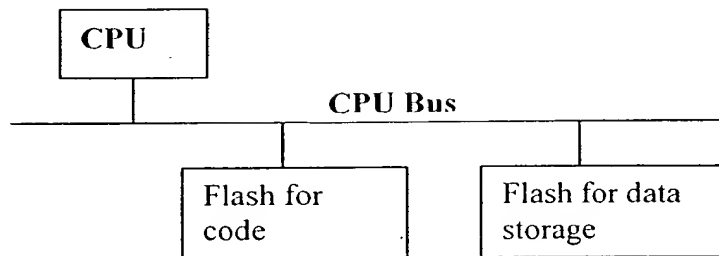 CPU
CPU Bus
Flash for
code
Flash for data
storage